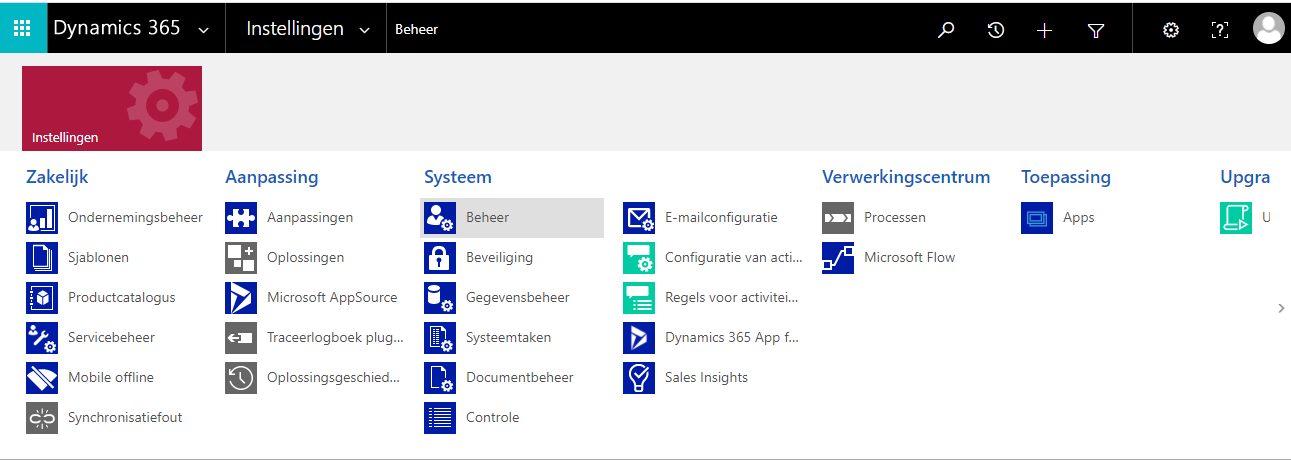 Dynamics 365
Instellingen
Beheer
Instellingen
Zakelijk
Ondernemingsbeheer
Sjablonen
Productcatalogus
Servicebeheer
Mobile offline
Synchronisatiefout
Aanpassing
Aanpassingen
Oplossingen
Microsoft AppSource
Traceerlogboek plug...
Oplossingsgeschied...
Systeem
Beheer
Beveiliging
Gegevensbeheer
Systeemtaken
Documentbeheer
Controle
E-mailconfiguratie
Configuratie van acti...
Regels voor activitei...
Dynamics 365 App f...
Sales Insights
Verwerkingscentrum
Processen
Microsoft Flow
Toepassing
Apps
Upgra
U